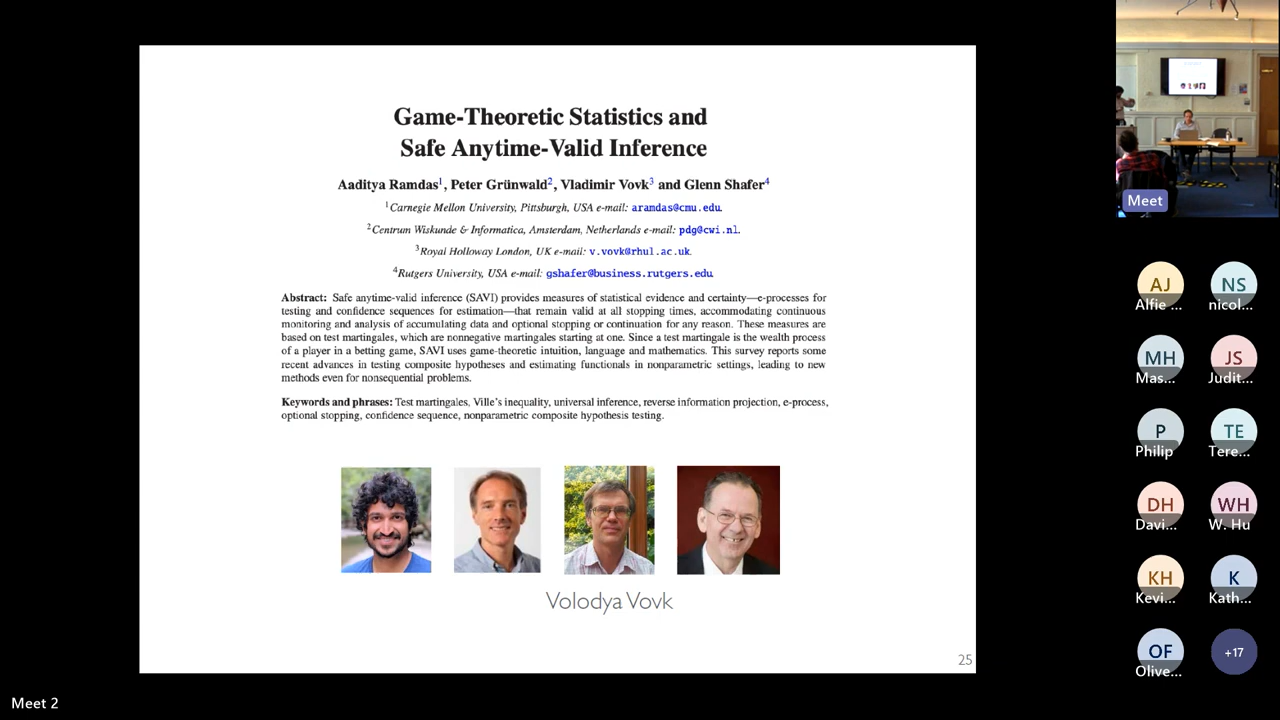 Game-Theoretic Statistics and
Safe Anytime-Valid Inference
Aaditya Ramdas1, Peter Grünwald2, Vladimir Vovk3 and Glenn Shafer4
1Carnegie Mellon University, Pittsburgh, USA e-mail: aramdas@cmu.edu.
2Centrum Wiskunde & Informatica, Amsterdam, Netherlands e-mail: pdg@cwi.nl.
3Royal Holloway London, UK e-mail: v.vovk@rhul.ac.uk.
4Rutgers University, USA e-mail: gshafer@business.rutgers.edu
Abstract: Safe anytime-valid inference (SAVI) provides measures of statistical evidence and certainty—e-processes for
testing and confidence sequences for estimation—that remain valid at all stopping times, accommodating continuous
monitoring and analysis of accumulating data and optional stopping or continuation for any reason. These measures are
based on test martingales, which are nonnegative martingales starting at one. Since a test martingale is the wealth process
of a player in a betting game, SAVI uses game-theoretic intuition, language and mathematics. This survey reports some
recent advances in testing composite hypotheses and estimating functionals in nonparametric settings, leading to new
methods even for nonsequential problems.
Keywords and phrases: Test martingales, Ville's inequality, universal inference, reverse information projection, e-process,
optional stopping, confidence sequence, nonparametric composite hypothesis testing.
Volodya Vovk
25
Meet 2
Meet
AJ
Alfie ...
NS
nicol...
MH
Mas...
JS
Judit...
P
Philip
TE
Tere...
DH
Davi...
WH
W. Hu
KH
Kevi...
K
Kath...
OF
Olive...
+17